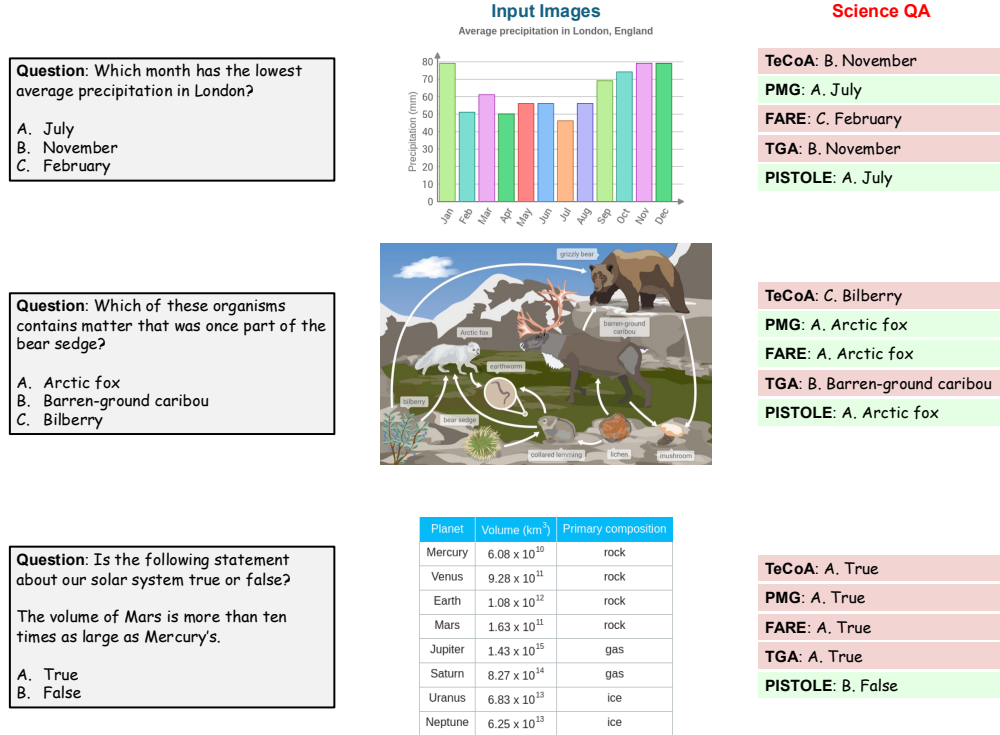 Input Images
Science QA
Average precipitation in London, England
Question: Which month has the lowest
average precipitation in London?
A. July
B. November
C. February
Precipitation (mm)
80
70
60
50
40
30
20
10
0
Jan
Feb
Mar
Apr
May
Jun
Jul
Aug
Sep
Oct
Nov
Dec
TeCoA: B. November
PMG: A. July
FARE: C. February
TGA: B. November
PISTOLE: A. July
Question: Which of these organisms
contains matter that was once part of the
bear sedge?
A. Arctic fox
B. Barren-ground caribou
C. Bilberry
grizzly bear
barren-ground
caribou
Arctic fox
earthworm
bilberry
bear sedge
collared lemming
lichen
mushroom
TeCoA: C. Bilberry
PMG: A. Arctic fox
FARE: A. Arctic fox
TGA: B. Barren-ground caribou
PISTOLE: A. Arctic fox
Question: Is the following statement
about our solar system true or false?
The volume of Mars is more than ten
times as large as Mercury's.
A. True
B. False
Planet Volume (km³) Primary composition
Mercury 6.08 x 10¹⁰ rock
Venus 9.28 x 10¹¹ rock
Earth 1.08 x 10¹² rock
Mars 1.63 x 10¹¹ rock
Jupiter 1.43 x 10¹⁵ gas
Saturn 8.27 x 10¹⁴ gas
Uranus 6.83 x 10¹³ ice
Neptune 6.25 x 10¹³ ice
TeCoA: A. True
PMG: A. True
FARE: A. True
TGA: A. True
PISTOLE: B. False